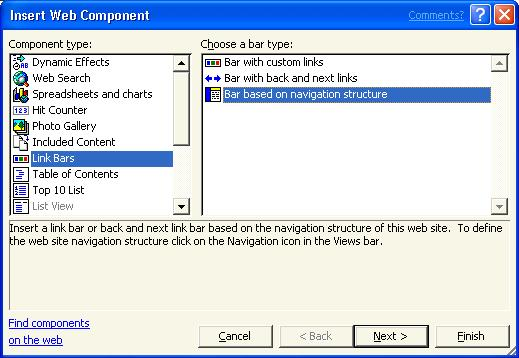 Insert Web Component
Comments?
Component type:
Choose a bar type:
Dynamic Effects
Web Search
Spreadsheets and charts
Hit Counter
123
Photo Gallery
Included Content
Link Bars
Table of Contents
Top 10 List
List View
Bar with custom links
Bar with back and next links
Bar based on navigation structure
Insert a link bar or back and next link bar based on the navigation structure of this web site. To define
the web site navigation structure click on the Navigation icon in the Views bar.
Find components
on the web
Cancel
< Back
Next >
Finish